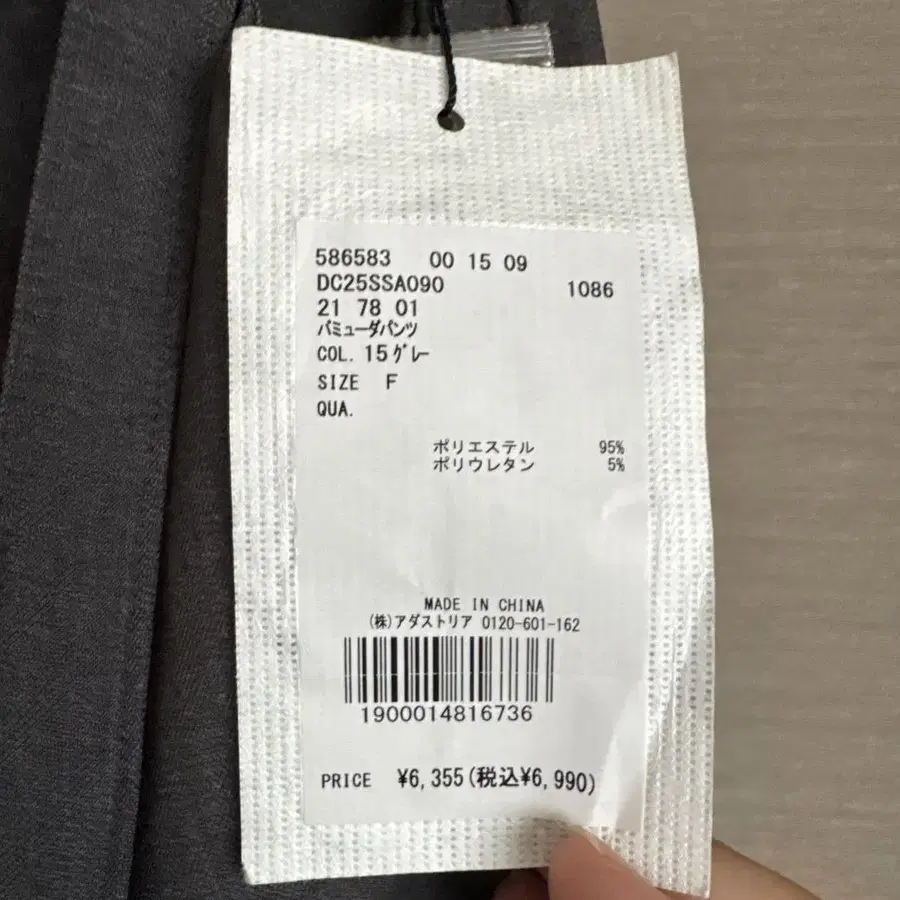 586583 00 15 09
DC25SSA090 1086
21 78 01
バミューダパンツ
COL. 15 グレー
SIZE F
QUA.
ポリエステル 95%
ポリウレタン 5%
MADE IN CHINA
(株)アダストリア 0120-601-162
1900014816736
PRICE ¥6,355(税込¥6,990)